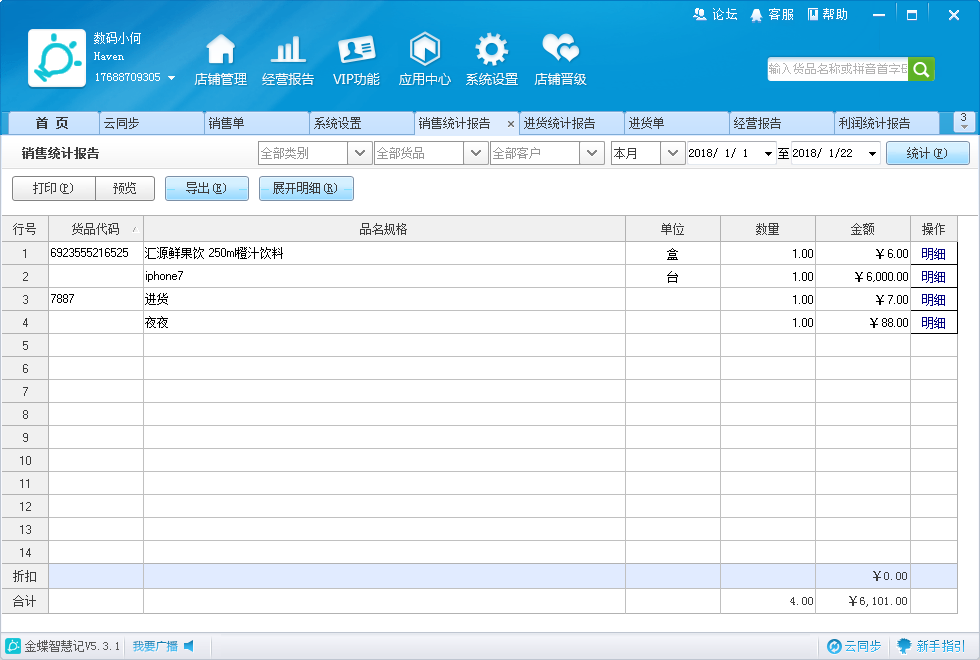 论坛 客服 帮助
数码小何
Haven
17688709305
店铺管理 经营报告 VIP功能 应用中心 系统设置 店铺晋级
输入货品名称或拼音首字母
首 页 云同步 销售单 系统设置 销售统计报告 × 进货统计报告 进货单 经营报告 利润统计报告 3
销售统计报告 全部类别 全部货品 全部客户 本月 2018/ 1/ 1 至 2018/ 1/22 统计(F)
打印(P) 预览 导出(E) 展开明细(R)
行号 货品代码 品名规格 单位 数量 金额 操作
1 6923555216525 汇源鲜果饮 250ml橙汁饮料 盒 1.00 ¥6.00 明细
2 iphone7 台 1.00 ¥6,000.00 明细
3 7887 进货 1.00 ¥7.00 明细
4 夜夜 1.00 ¥88.00 明细
5
6
7
8
9
10
11
12
13
14
折扣 ¥0.00
合计 4.00 ¥6,101.00
金蝶智慧记V5.3.1 我要广播 云同步 新手指引